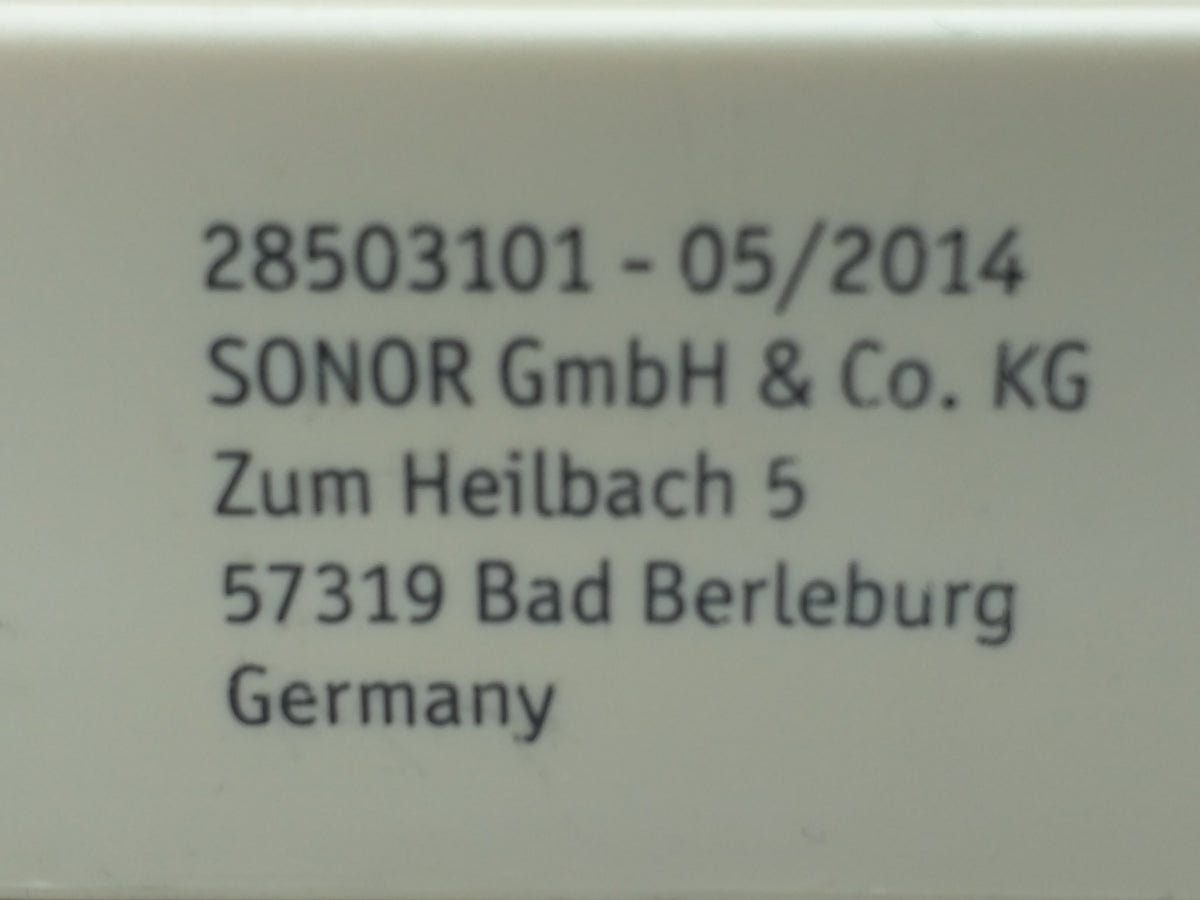 28503101 - 05/2014
SONOR GmbH & Co. KG
Zum Heilbach 5
57319 Bad Berleburg
Germany